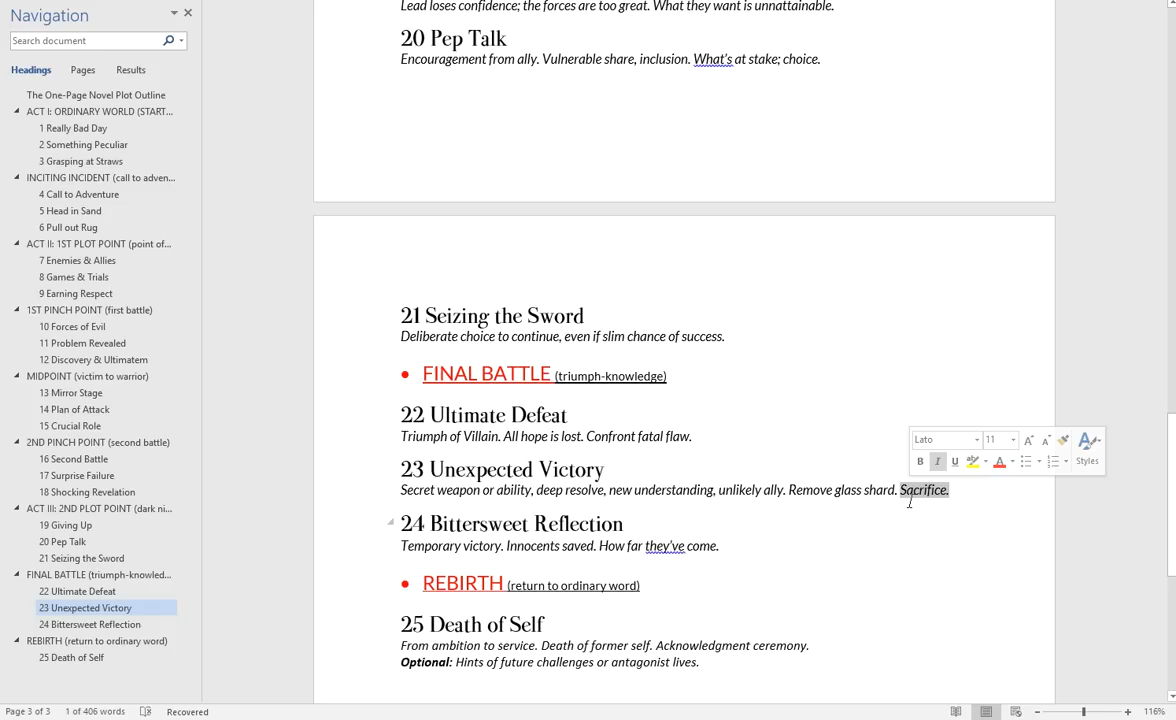 Navigation
Search document
Headings Pages Results
The One-Page Novel Plot Outline
ACT I: ORDINARY WORLD (START...
1 Really Bad Day
2 Something Peculiar
3 Grasping at Straws
INCITING INCIDENT (call to adven...
4 Call to Adventure
5 Head in Sand
6 Pull out Rug
ACT II: 1ST PLOT POINT (point of...
7 Enemies & Allies
8 Games & Trials
9 Earning Respect
1ST PINCH POINT (first battle)
10 Forces of Evil
11 Problem Revealed
12 Discovery & Ultimatem
MIDPOINT (victim to warrior)
13 Mirror Stage
14 Plan of Attack
15 Crucial Role
2ND PINCH POINT (second battle)
16 Second Battle
17 Surprise Failure
18 Shocking Revelation
ACT III: 2ND PLOT POINT (dark ni...
19 Giving Up
20 Pep Talk
21 Seizing the Sword
FINAL BATTLE (triumph-knowled...
22 Ultimate Defeat
23 Unexpected Victory
24 Bittersweet Reflection
REBIRTH (return to ordinary word)
25 Death of Self
Lead loses confidence; the forces are too great. What they want is unnattainable.
20 Pep Talk
Encouragement from ally. Vulnerable share, inclusion. What's at stake; choice.
21 Seizing the Sword
Deliberate choice to continue, even if slim chance of success.
• FINAL BATTLE (triumph-knowledge)
22 Ultimate Defeat
Triumph of Villain. All hope is lost. Confront fatal flaw.
23 Unexpected Victory
Secret weapon or ability, deep resolve, new understanding, unlikely ally. Remove glass shard. Sacrifice.
24 Bittersweet Reflection
Temporary victory. Innocents saved. How far they've come.
• REBIRTH (return to ordinary word)
25 Death of Self
From ambition to service. Death of former self. Acknowledgment ceremony.
Optional: Hints of future challenges or antagonist lives.
Lato 11 A A A
B I U ab A Styles
Page 3 of 3 1 of 406 words Recovered 116%